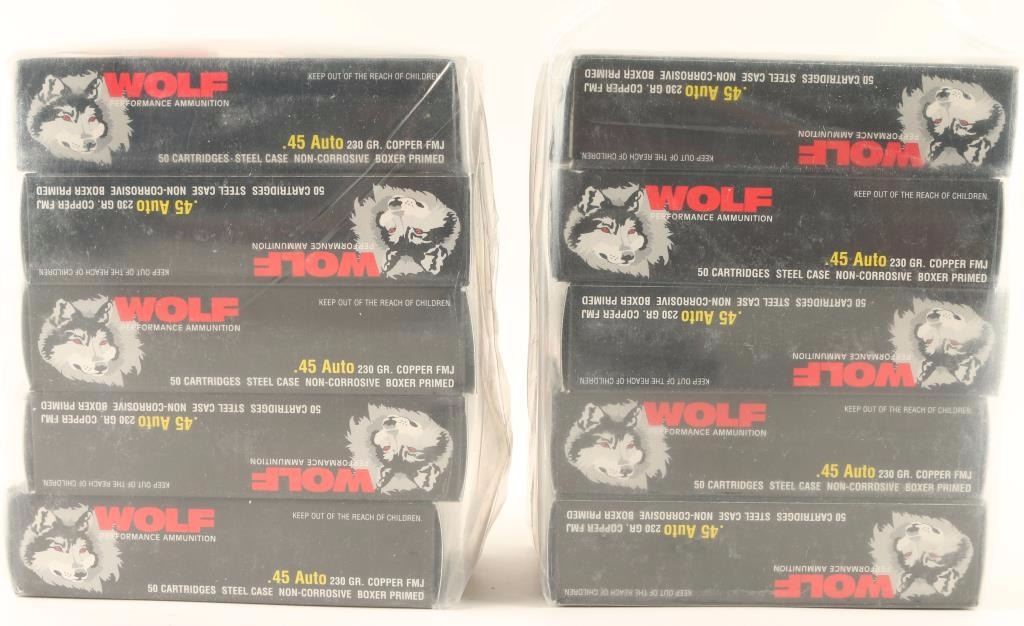 WOLF
PERFORMANCE AMMUNITION
KEEP OUT OF THE REACH OF CHILDREN.
.45 Auto 230 GR. COPPER FMJ
50 CARTRIDGES STEEL CASE NON-CORROSIVE BOXER PRIMED
50 CARTRIDGES STEEL CASE NON-CORROSIVE BOXER PRIMED
.45 Auto 230 GR. COPPER FMJ
PERFORMANCE AMMUNITION
WOLF
KEEP OUT OF THE REACH OF CHILDREN.
WOLF
PERFORMANCE AMMUNITION
KEEP OUT OF THE REACH OF CHILDREN.
.45 Auto 230 GR. COPPER FMJ
50 CARTRIDGES STEEL CASE NON-CORROSIVE BOXER PRIMED
50 CARTRIDGES STEEL CASE NON-CORROSIVE BOXER PRIMED
.45 Auto 230 GR. COPPER FMJ
PERFORMANCE AMMUNITION
WOLF
KEEP OUT OF THE REACH OF CHILDREN.
WOLF
PERFORMANCE AMMUNITION
KEEP OUT OF THE REACH OF CHILDREN.
.45 Auto 230 GR. COPPER FMJ
50 CARTRIDGES STEEL CASE NON-CORROSIVE BOXER PRIMED
50 CARTRIDGES STEEL CASE NON-CORROSIVE BOXER PRIMED
.45 Auto 230 GR. COPPER FMJ
PERFORMANCE AMMUNITION
WOLF
KEEP OUT OF THE REACH OF CHILDREN.
WOLF
PERFORMANCE AMMUNITION
KEEP OUT OF THE REACH OF CHILDREN.
.45 Auto 230 GR. COPPER FMJ
50 CARTRIDGES STEEL CASE NON-CORROSIVE BOXER PRIMED
50 CARTRIDGES STEEL CASE NON-CORROSIVE BOXER PRIMED
.45 Auto 230 GR. COPPER FMJ
PERFORMANCE AMMUNITION
WOLF
KEEP OUT OF THE REACH OF CHILDREN.
WOLF
PERFORMANCE AMMUNITION
KEEP OUT OF THE REACH OF CHILDREN.
.45 Auto 230 GR. COPPER FMJ
50 CARTRIDGES STEEL CASE NON-CORROSIVE BOXER PRIMED
50 CARTRIDGES STEEL CASE NON-CORROSIVE BOXER PRIMED
.45 Auto 230 GR. COPPER FMJ
PERFORMANCE AMMUNITION
WOLF
KEEP OUT OF THE REACH OF CHILDREN.